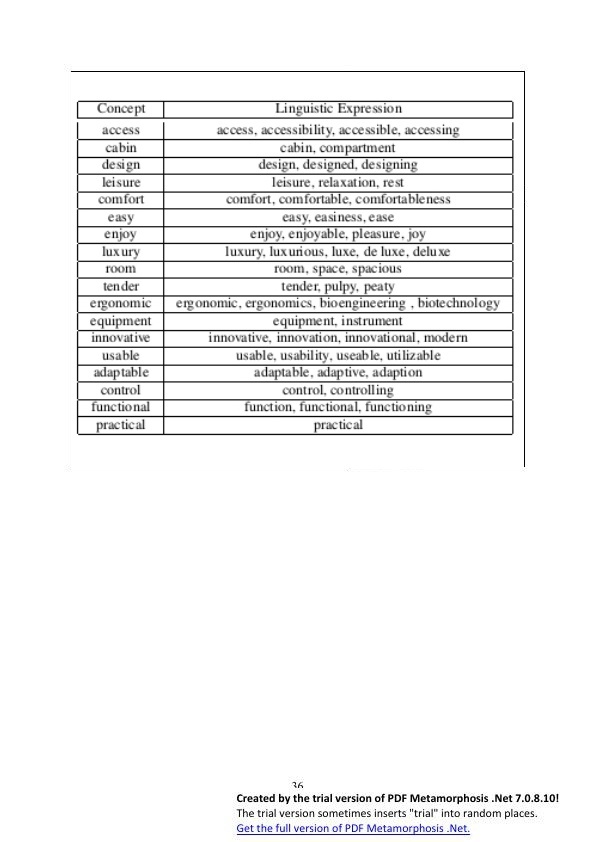 Concept Linguistic Expression
access access, accessibility, accessible, accessing
cabin cabin, compartment
design design, designed, designing
leisure leisure, relaxation, rest
comfort comfort, comfortable, comfortableness
easy easy, easiness, ease
enjoy enjoy, enjoyable, pleasure, joy
luxury luxury, luxurious, luxe, de luxe, deluxe
room room, space, spacious
tender tender, pulpy, peaty
ergonomic ergonomic, ergonomics, bioengineering , biotechnology
equipment equipment, instrument
innovative innovative, innovation, innovational, modern
usable usable, usability, useable, utilizable
adaptable adaptable, adaptive, adaption
control control, controlling
functional function, functional, functioning
practical practical
36
Created by the trial version of PDF Metamorphosis .Net 7.0.8.10!
The trial version sometimes inserts "trial" into random places.
Get the full version of PDF Metamorphosis .Net.